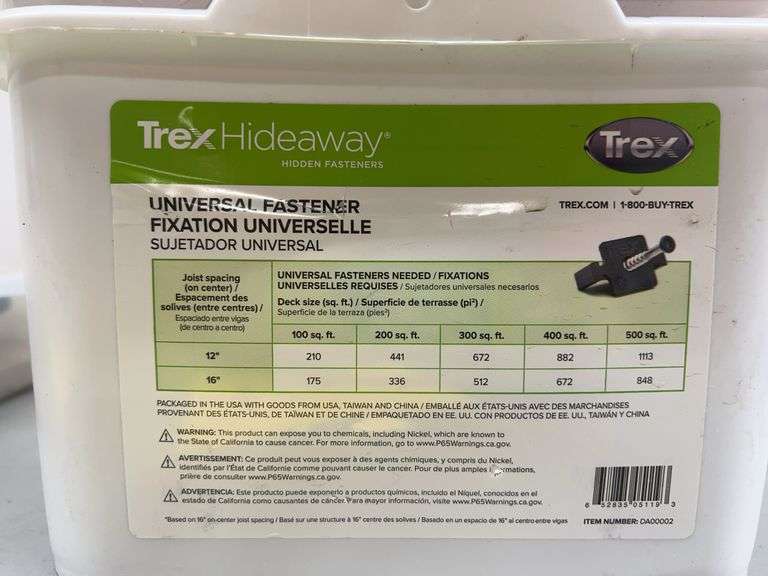 Trex Hideaway®
HIDDEN FASTENERS
Trex
UNIVERSAL FASTENER
FIXATION UNIVERSELLE
SUJETADOR UNIVERSAL
TREX.COM | 1-800-BUY-TREX
Joist spacing
(on center) /
Espacement des
solives (entre centres) /
Espaciado entre vigas
(de centro a centro)
UNIVERSAL FASTENERS NEEDED / FIXATIONS
UNIVERSELLES REQUISES / Sujetadores universales necesarios
Deck size (sq. ft.) / Superficie de terrasse (pi²) /
Superficie de la terraza (pies²)
100 sq. ft. 200 sq. ft. 300 sq. ft. 400 sq. ft. 500 sq. ft.
12" 210 441 672 882 1113
16" 175 336 512 672 848
PACKAGED IN THE USA WITH GOODS FROM USA, TAIWAN AND CHINA / EMBALLÉ AUX ÉTATS-UNIS AVEC DES MARCHANDISES
PROVENANT DES ÉTATS-UNIS, DE TAÏWAN ET DE CHINE / EMPAQUETADO EN EE. UU. CON PRODUCTOS DE EE. UU., TAIWÁN Y CHINA
WARNING: This product can expose you to chemicals, including Nickel, which are known to
the State of California to cause cancer. For more information, go to www.P65Warnings.ca.gov.
AVERTISSEMENT: Ce produit peut vous exposer à des agents chimiques, y compris du Nickel,
identifiés par l'État de Californie comme pouvant causer le cancer. Pour de plus amples
prière de consulter www.P65Warnings.ca.gov.
ADVERTENCIA: Este producto puede exponerlo a productos químicos, incluido el Níquel, conocidos en el
estado de California como causantes de cáncer. Para mayor información, visite www.P65Warnings.ca.gov.
*Based on 16" on-center joist spacing / Basé sur une structure à 16" centre des solives / Basado en un espacio de 16" al centro entre vigas
6 52835 05119 3
ITEM NUMBER: DA00002